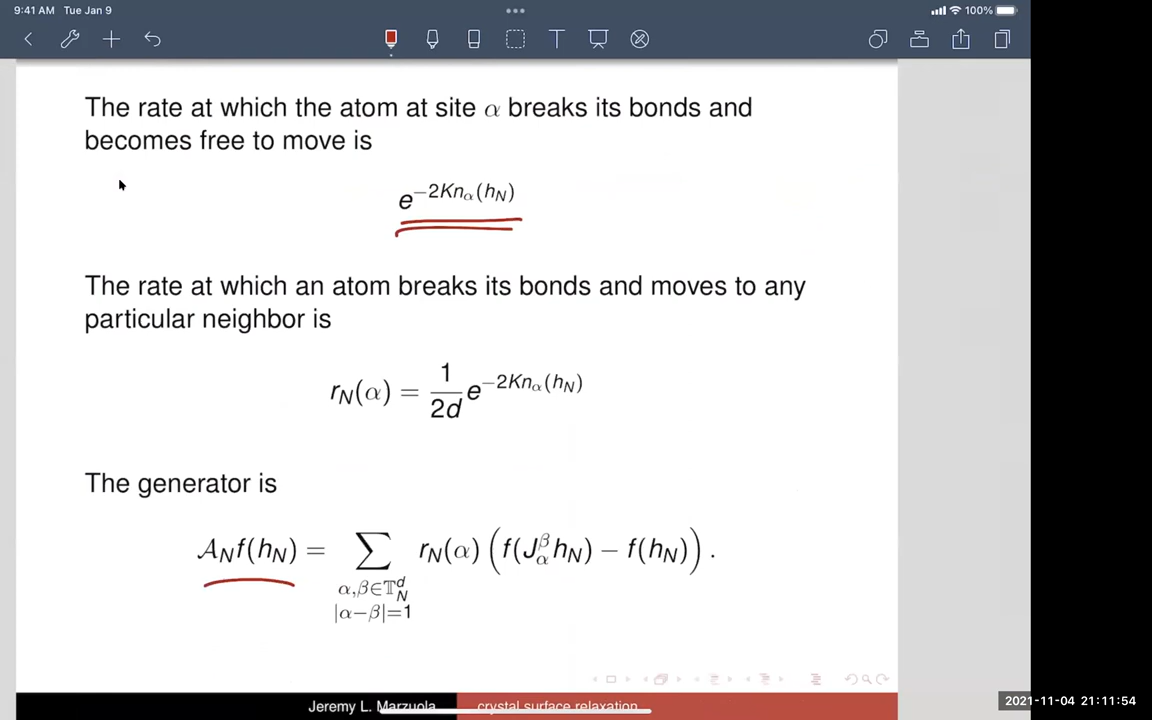 9:41 AM Tue Jan 9
100%
The rate at which the atom at site α breaks its bonds and
becomes free to move is
e^{−2Kn_α(h_N)}
The rate at which an atom breaks its bonds and moves to any
particular neighbor is
r_N(α) = \frac{1}{2d} e^{−2Kn_α(h_N)}
The generator is
𝒜_N f(h_N) = ∑_{α,β∈𝕋_N^d, |α−β|=1} r_N(α) (f(J_α^β h_N) − f(h_N)).
Jeremy L. Marzuola crystal surface relaxation
2021-11-04 21:11:54